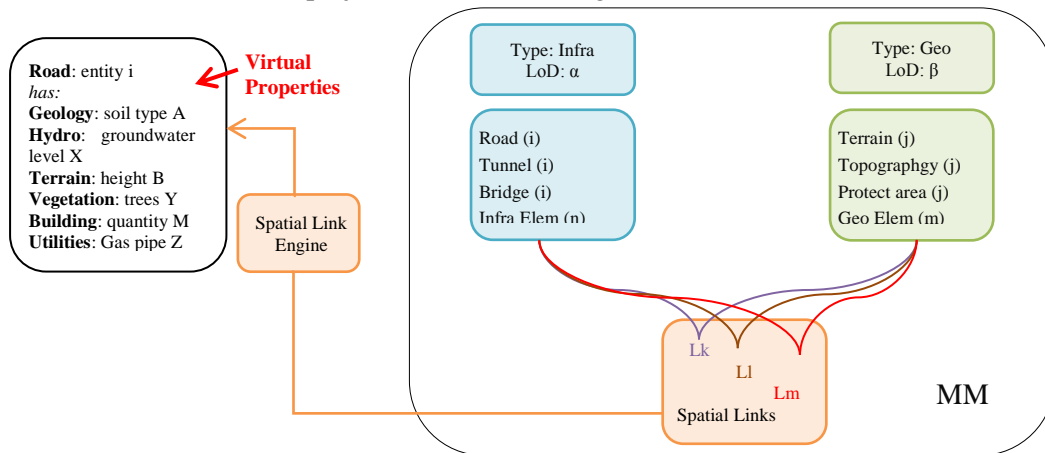 Road: entity i
has:
Geology: soil type A
Hydro: groundwater
level X
Terrain: height B
Vegetation: trees Y
Building: quantity M
Utilities: Gas pipe Z
Virtual
Properties
Spatial Link
Engine
Type: Infra
LoD: α
Type: Geo
LoD: β
Road (i)
Tunnel (i)
Bridge (i)
Infra Elem (n)
Terrain (j)
Topographgy (j)
Protect area (j)
Geo Elem (m)
Lk
Ll
Lm
Spatial Links
MM